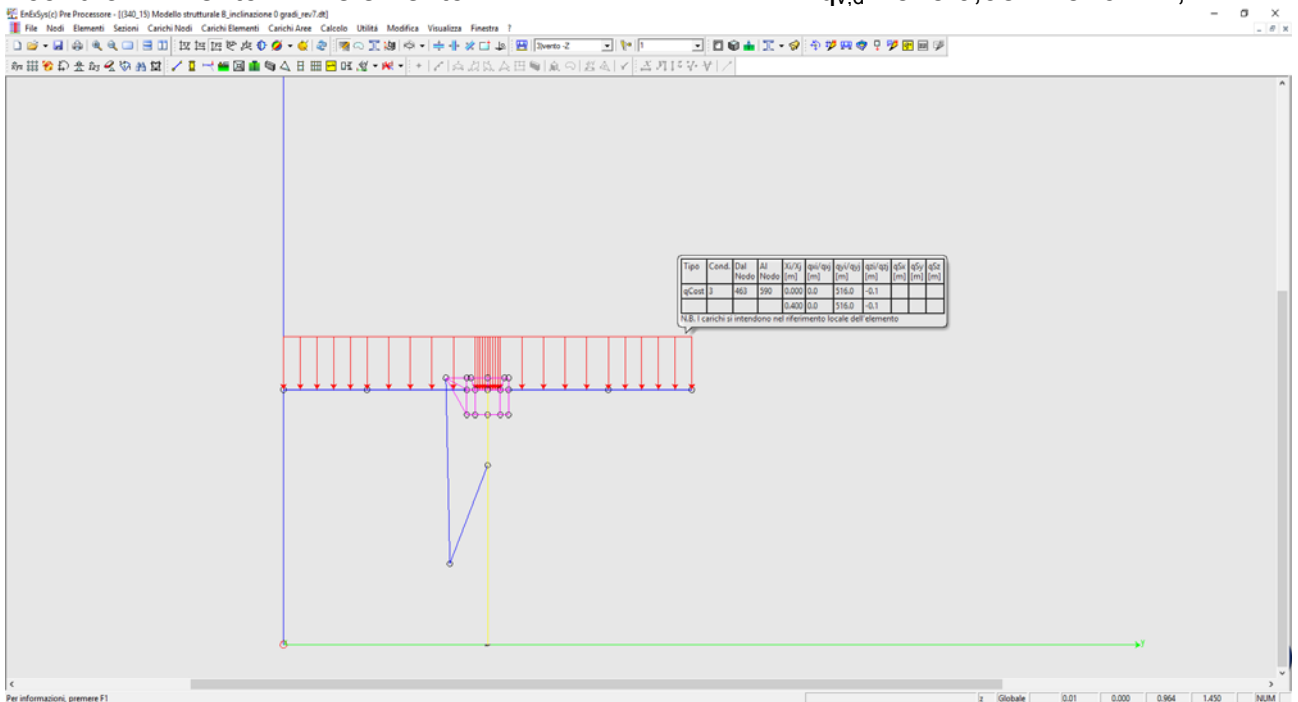 EnExSys(c) Pre Processore - [(340_15) Modello strutturale B_inclinazione 0 gradi_rev7.dt]
File Nodi Elementi Sezioni Carichi Nodi Carichi Elementi Carichi Aree Calcolo Utilità Modifica Visualizza Finestra ?
3)vento -Z 1
Tipo Cond. Dal Nodo Al Nodo Xi/Xj [m] qxi/qxj [m] qyi/qyj [m] qzi/qzj [m] qSx [m] qSy [m] qSz [m]
qCost 3 463 590 0.000 0.0 516.0 -0.1
0.400 0.0 516.0 -0.1
N.B. I carichi si intendono nel riferimento locale dell'elemento
Y
Per informazioni, premere F1
z Globale 0.01 0.000 0.964 1.450 NUM